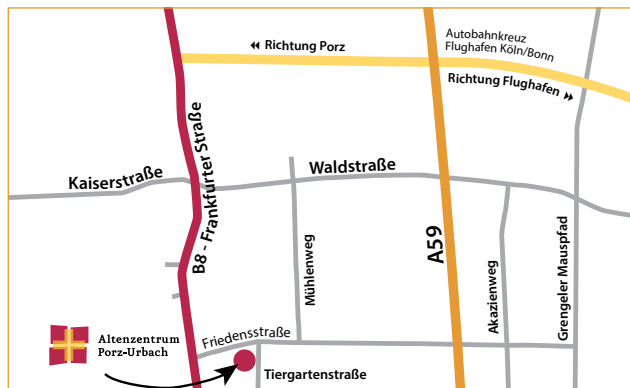 Autobahnkreuz
Flughafen Köln/Bonn
Richtung Porz
Richtung Flughafen
Kaiserstraße
Waldstraße
B8 - Frankfurter Straße
Mühlenweg
A59
Akazienweg
Grengeler Mauspfad
Friedensstraße
Altenzentrum
Porz-Urbach
Tiergartenstraße